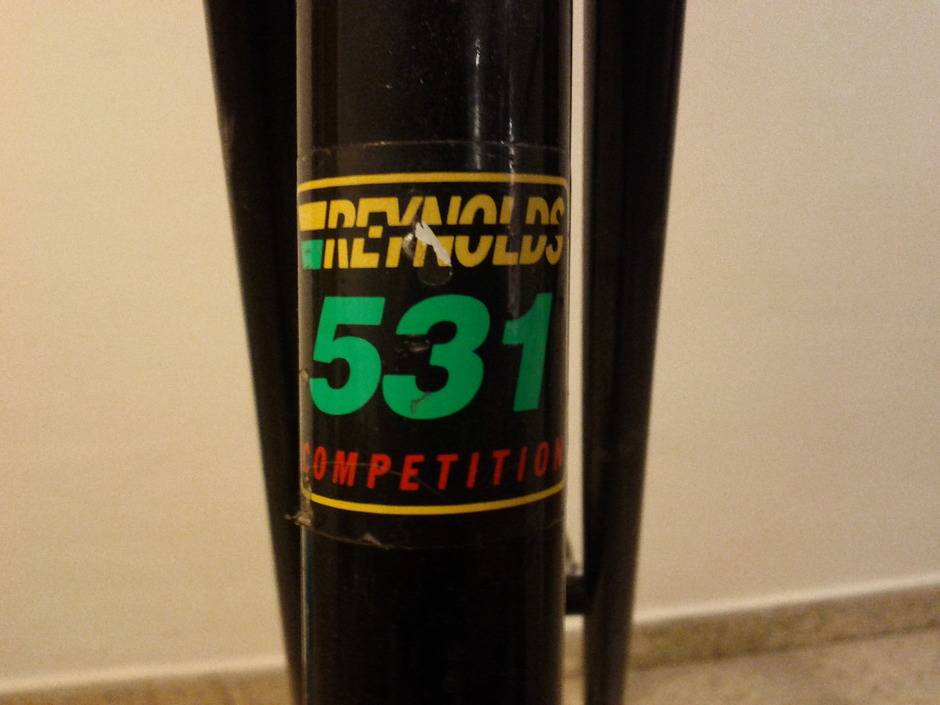 REYNOLDS
531
COMPETITION